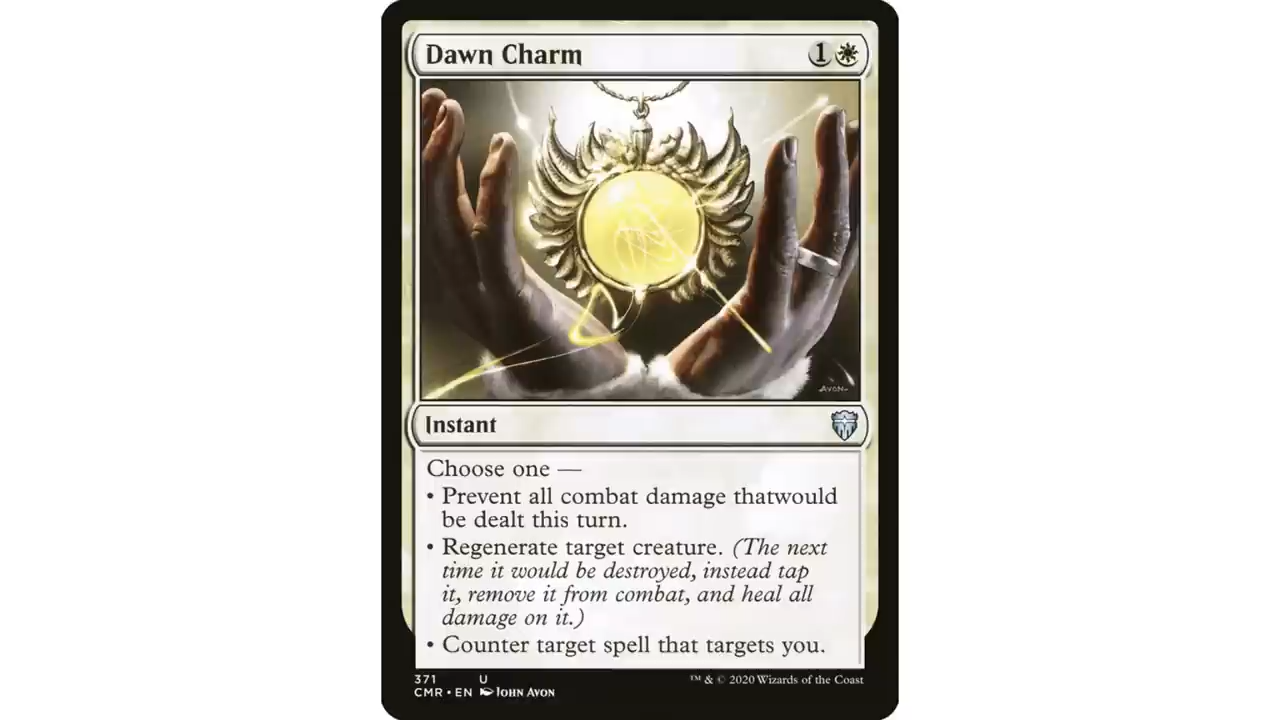 Dawn Charm 1
AVON
Instant
Choose one —
• Prevent all combat damage thatwould
be dealt this turn.
• Regenerate target creature. (The next
time it would be destroyed, instead tap
it, remove it from combat, and heal all
damage on it.)
• Counter target spell that targets you.
371 U
CMR • EN JOHN AVON
™ & © 2020 Wizards of the Coast